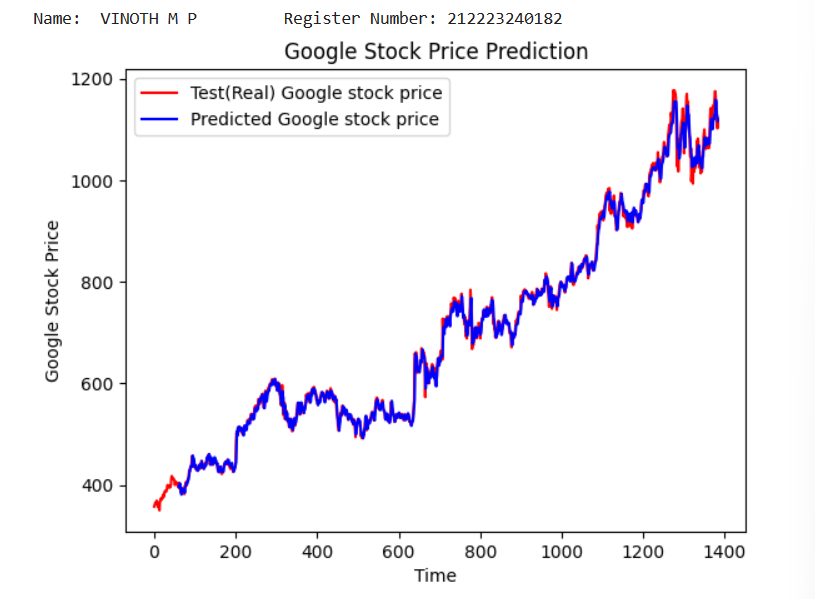 Name: VINOTH M P Register Number: 212223240182
Google Stock Price Prediction
Test(Real) Google stock price
Predicted Google stock price
Google Stock Price
1200
1000
800
600
400
0 200 400 600 800 1000 1200 1400
Time